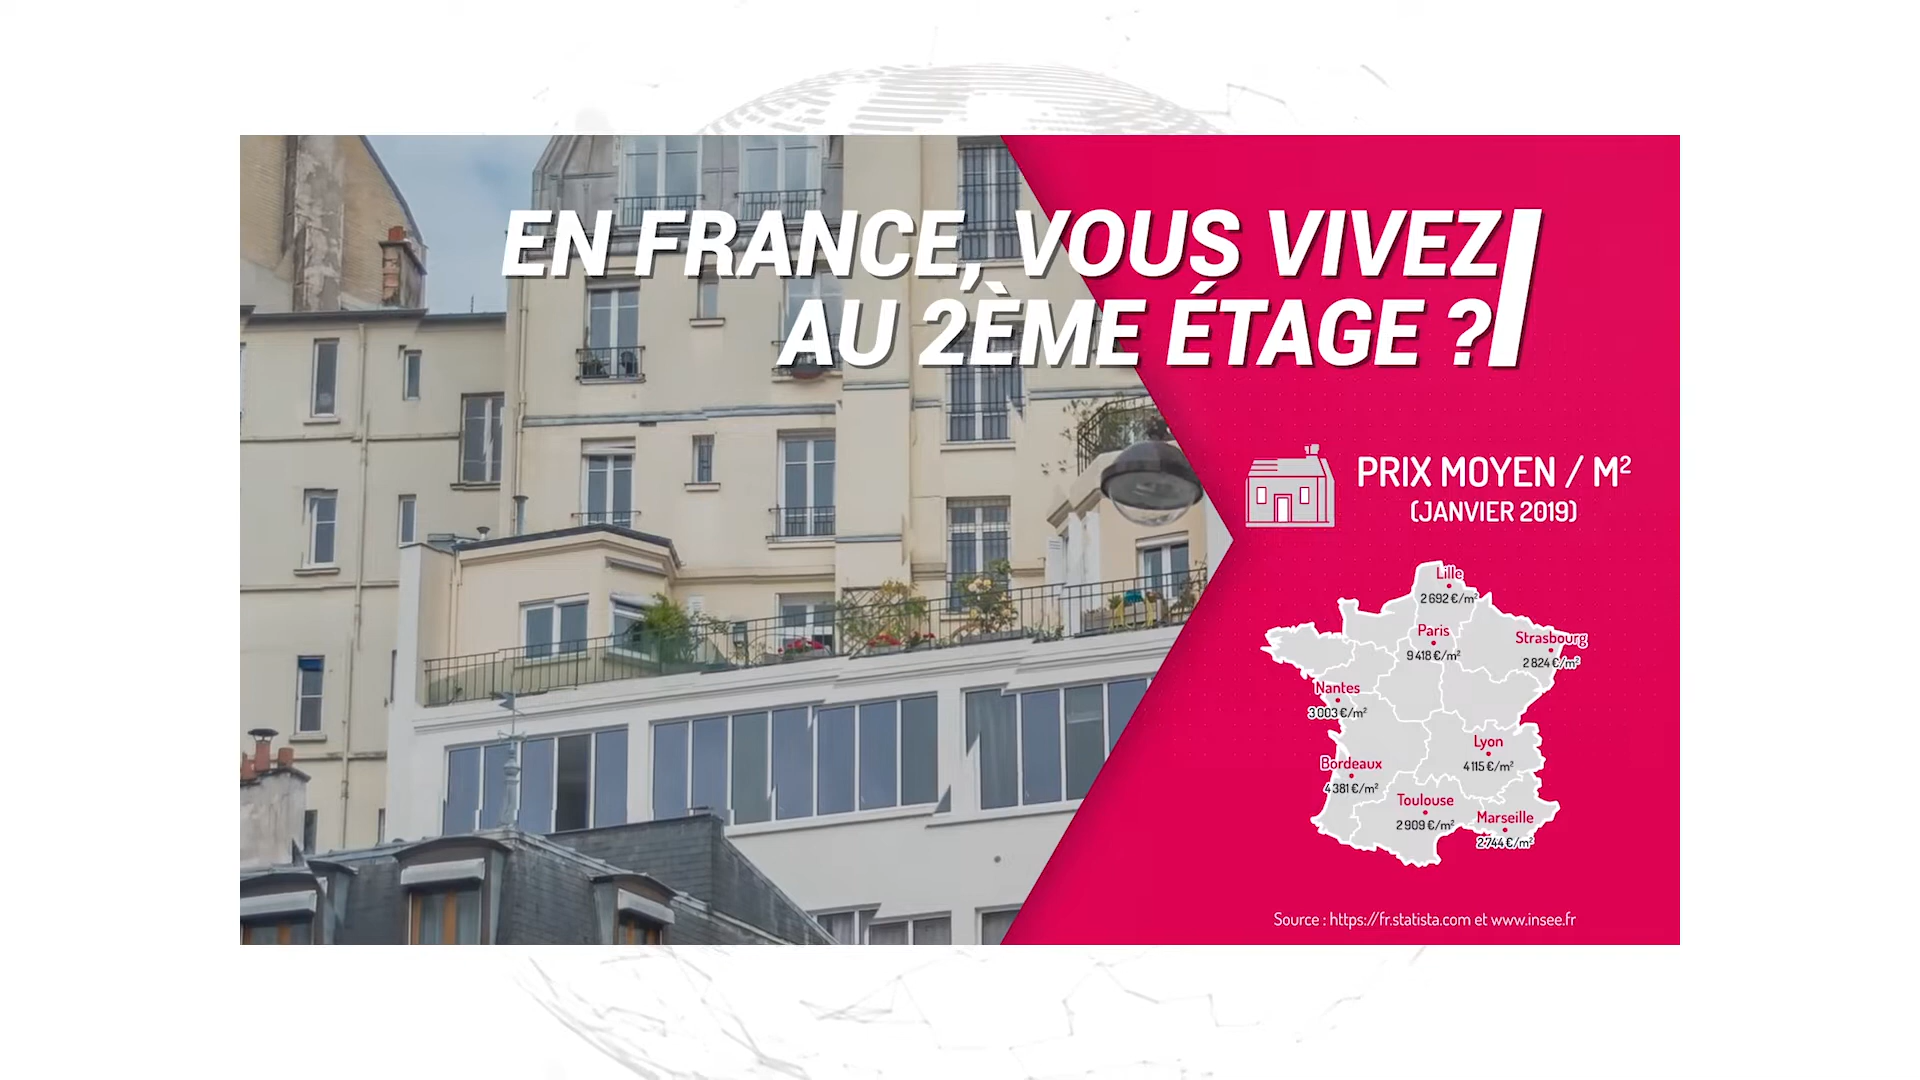 EN FRANCE, VOUS VIVEZ
AU 2ÈME ÉTAGE ?
PRIX MOYEN / M²
(JANVIER 2019)
Lille
2 692 €/m²
Paris
9 418 €/m²
Strasbourg
2 824 €/m²
Nantes
3 003 €/m²
Lyon
4 115 €/m²
Bordeaux
4 381 €/m²
Toulouse
2 909 €/m²
Marseille
2 744 €/m²
Source : https://fr.statista.com et www.insee.fr